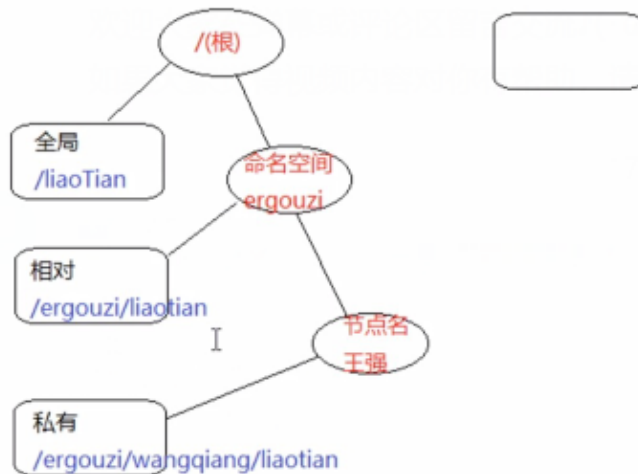 /(根)
全局
/liaoTian
命名空间
ergouzi
相对
/ergouzi/liaotian
节点名
王强
私有
/ergouzi/wangqiang/liaotian